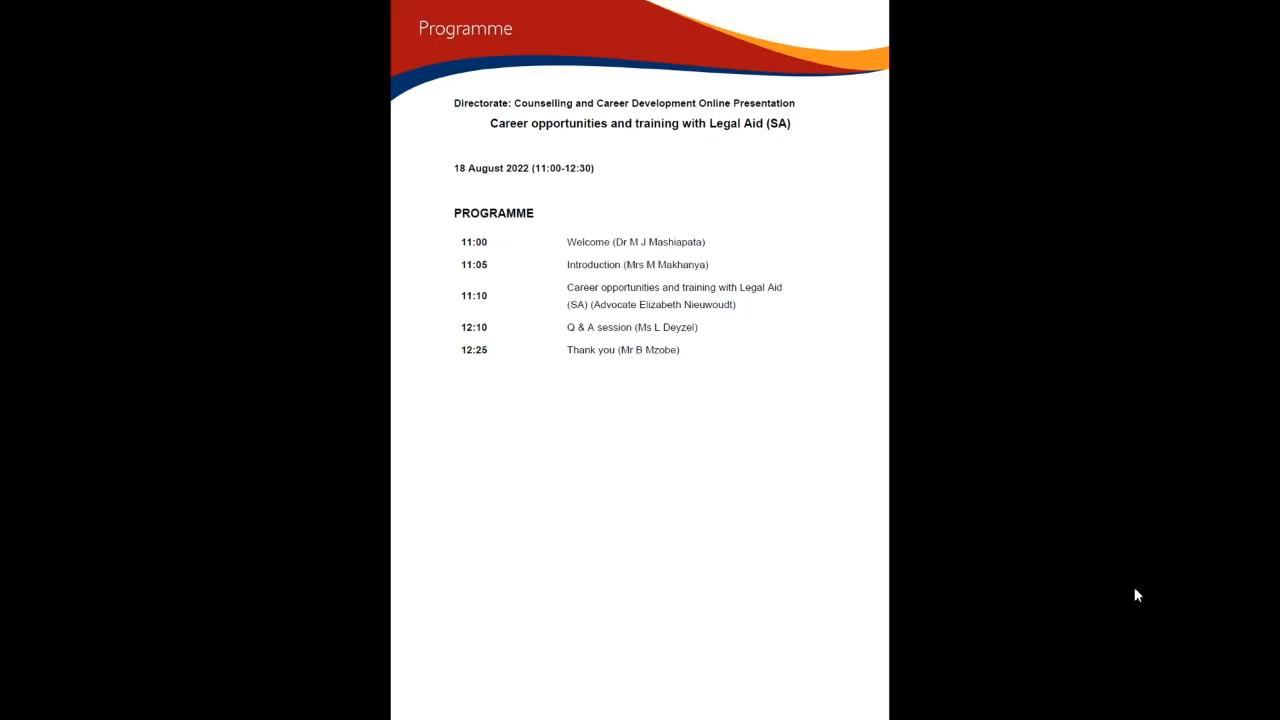 Programme
Directorate: Counselling and Career Development Online Presentation
Career opportunities and training with Legal Aid (SA)
18 August 2022 (11:00-12:30)
PROGRAMME
11:00 Welcome (Dr M J Mashiapata)
11:05 Introduction (Mrs M Makhanya)
11:10 Career opportunities and training with Legal Aid
(SA) (Advocate Elizabeth Nieuwoudt)
12:10 Q & A session (Ms L Deyzel)
12:25 Thank you (Mr B Mzobe)